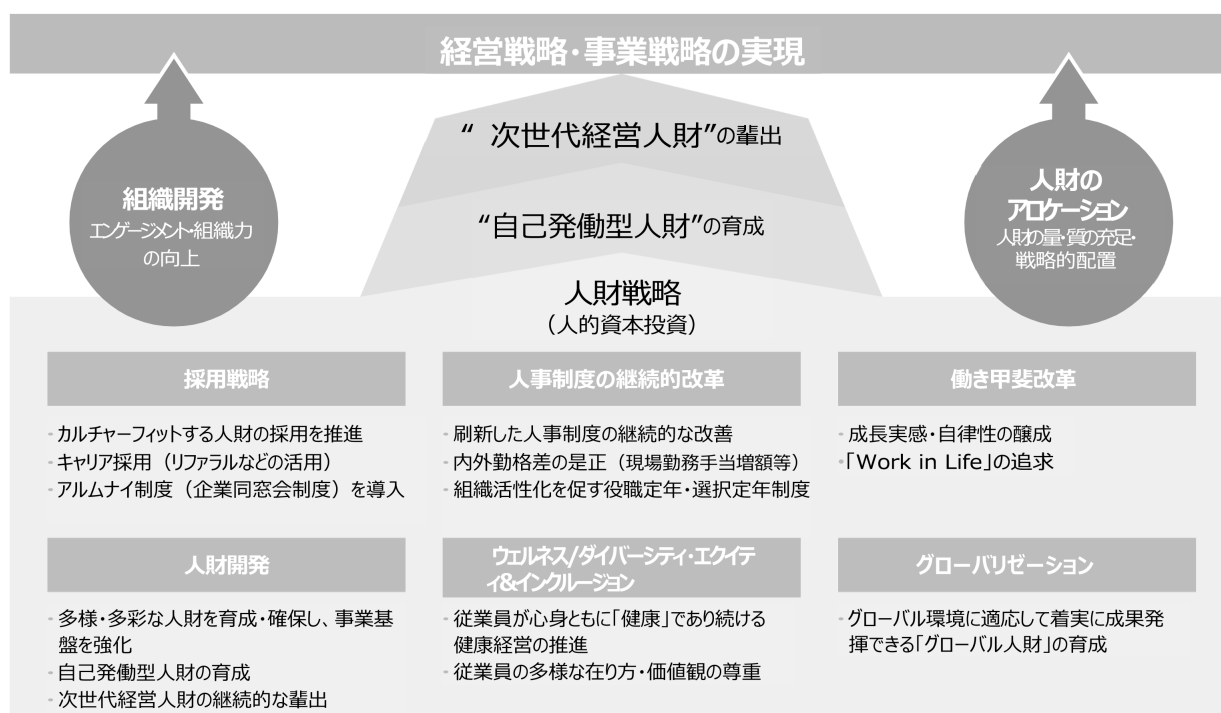 経営戦略・事業戦略の実現
“ 次世代経営人財”の輩出
“自己発働型人財”の育成
人財戦略
（人的資本投資）
組織開発
エンゲージメント・組織力
の向上
人財の
アロケーション
人財の量・質の充足・
戦略的配置
採用戦略
- カルチャーフィットする人財の採用を推進
- キャリア採用（リファラルなどの活用）
- アルムナイ制度（企業同窓会制度）を導入
人事制度の継続的改革
- 刷新した人事制度の継続的な改善
- 内外勤格差の是正（現場勤務手当増額等）
- 組織活性化を促す役職定年・選択定年制度
働き甲斐改革
- 成長実感・自律性の醸成
-「Work in Life」の追求
人財開発
- 多様・多彩な人財を育成・確保し、事業基
盤を強化
- 自己発働型人財の育成
- 次世代経営人財の継続的な輩出
ウェルネス/ダイバーシティ・エクイテ
ィ&インクルージョン
- 従業員が心身ともに「健康」であり続ける
健康経営の推進
- 従業員の多様な在り方・価値観の尊重
グローバリゼーション
- グローバル環境に適応して着実に成果発
揮できる「グローバル人財」の育成